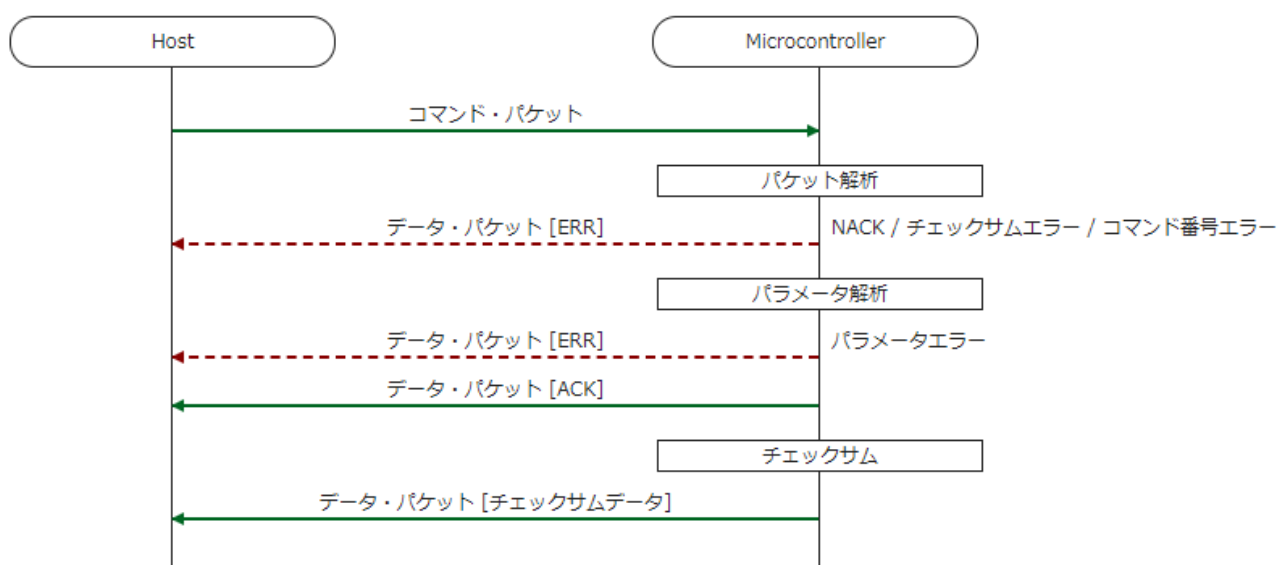 Host
Microcontroller
コマンド・パケット
パケット解析
データ・パケット [ERR]
NACK / チェックサムエラー / コマンド番号エラー
パラメータ解析
データ・パケット [ERR]
パラメータエラー
データ・パケット [ACK]
チェックサム
データ・パケット [チェックサムデータ]